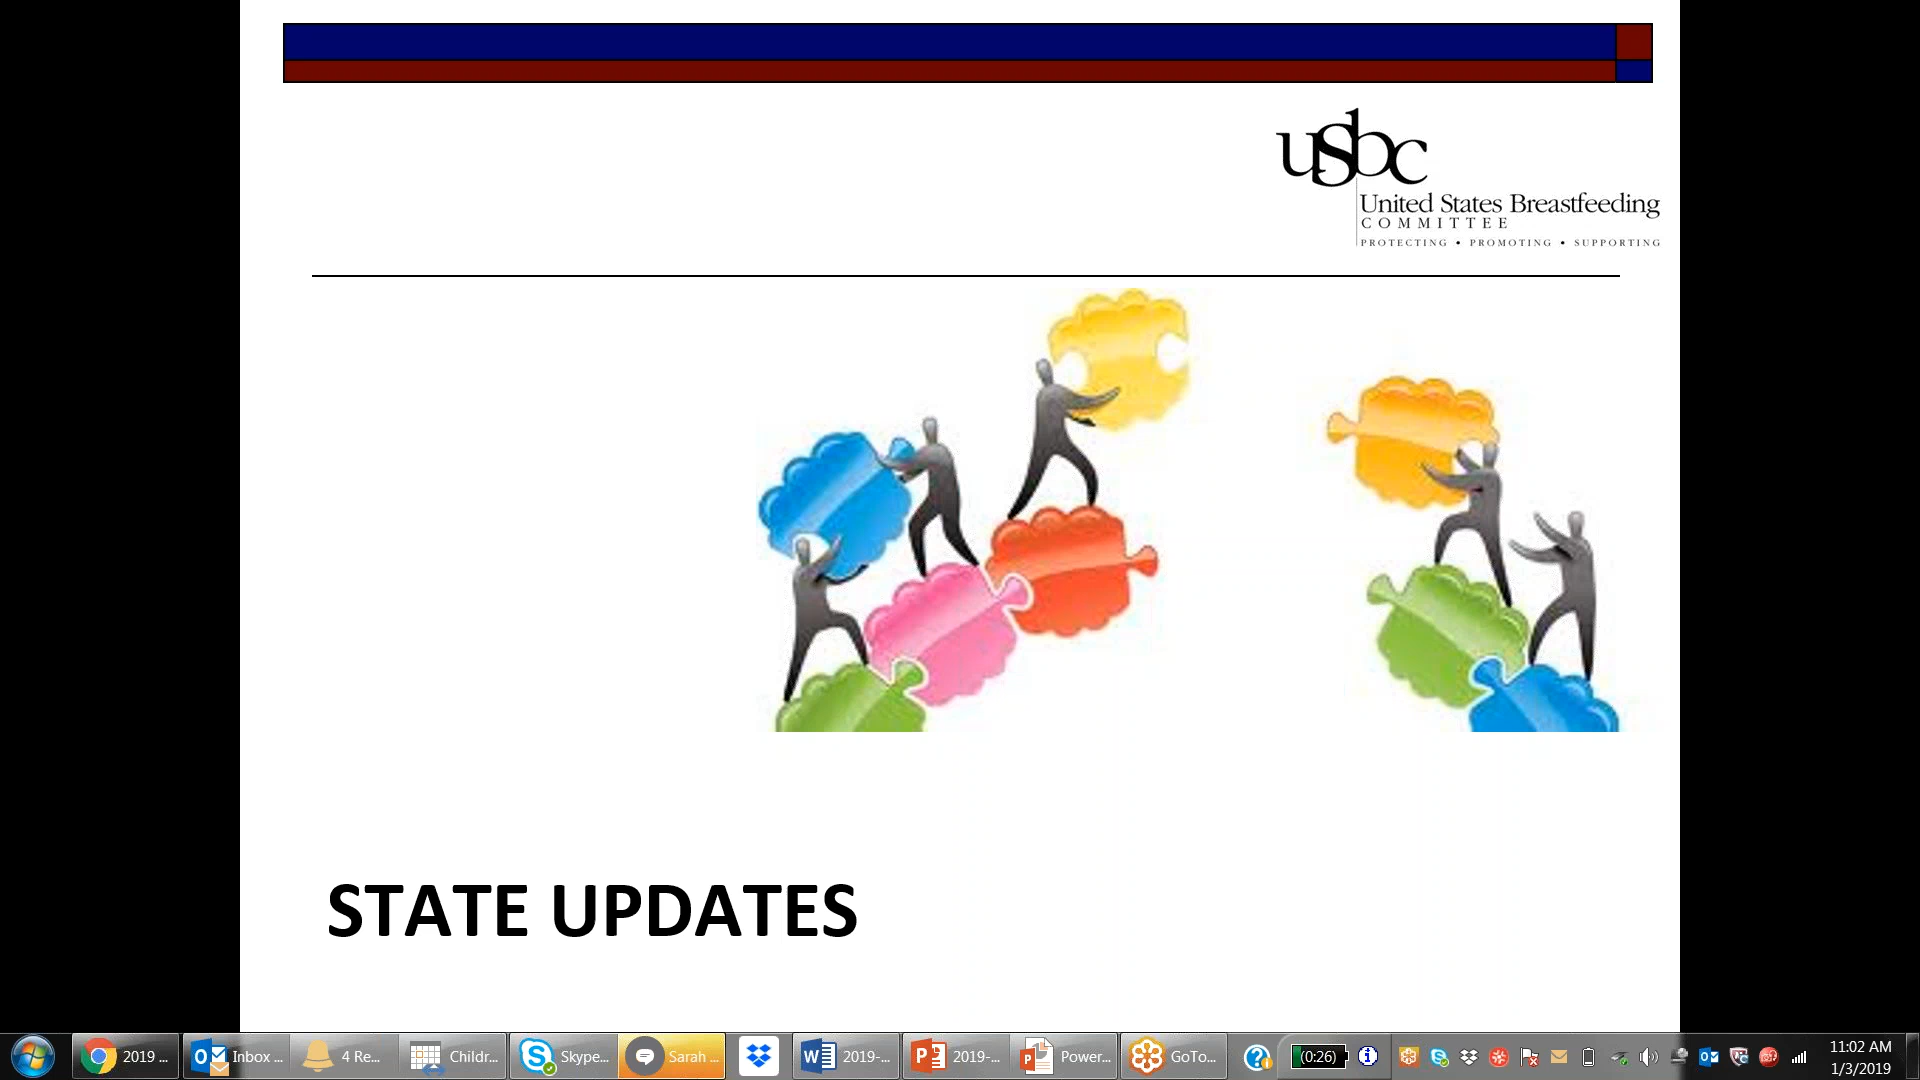 usbc
United States Breastfeeding
COMMITTEE
PROTECTING • PROMOTING • SUPPORTING
STATE UPDATES
2019 ...
Inbox ...
4 Re...
Childr...
Skype...
Sarah ...
2019-...
2019-...
Power...
GoTo...
(0:26)
11:02 AM
1/3/2019